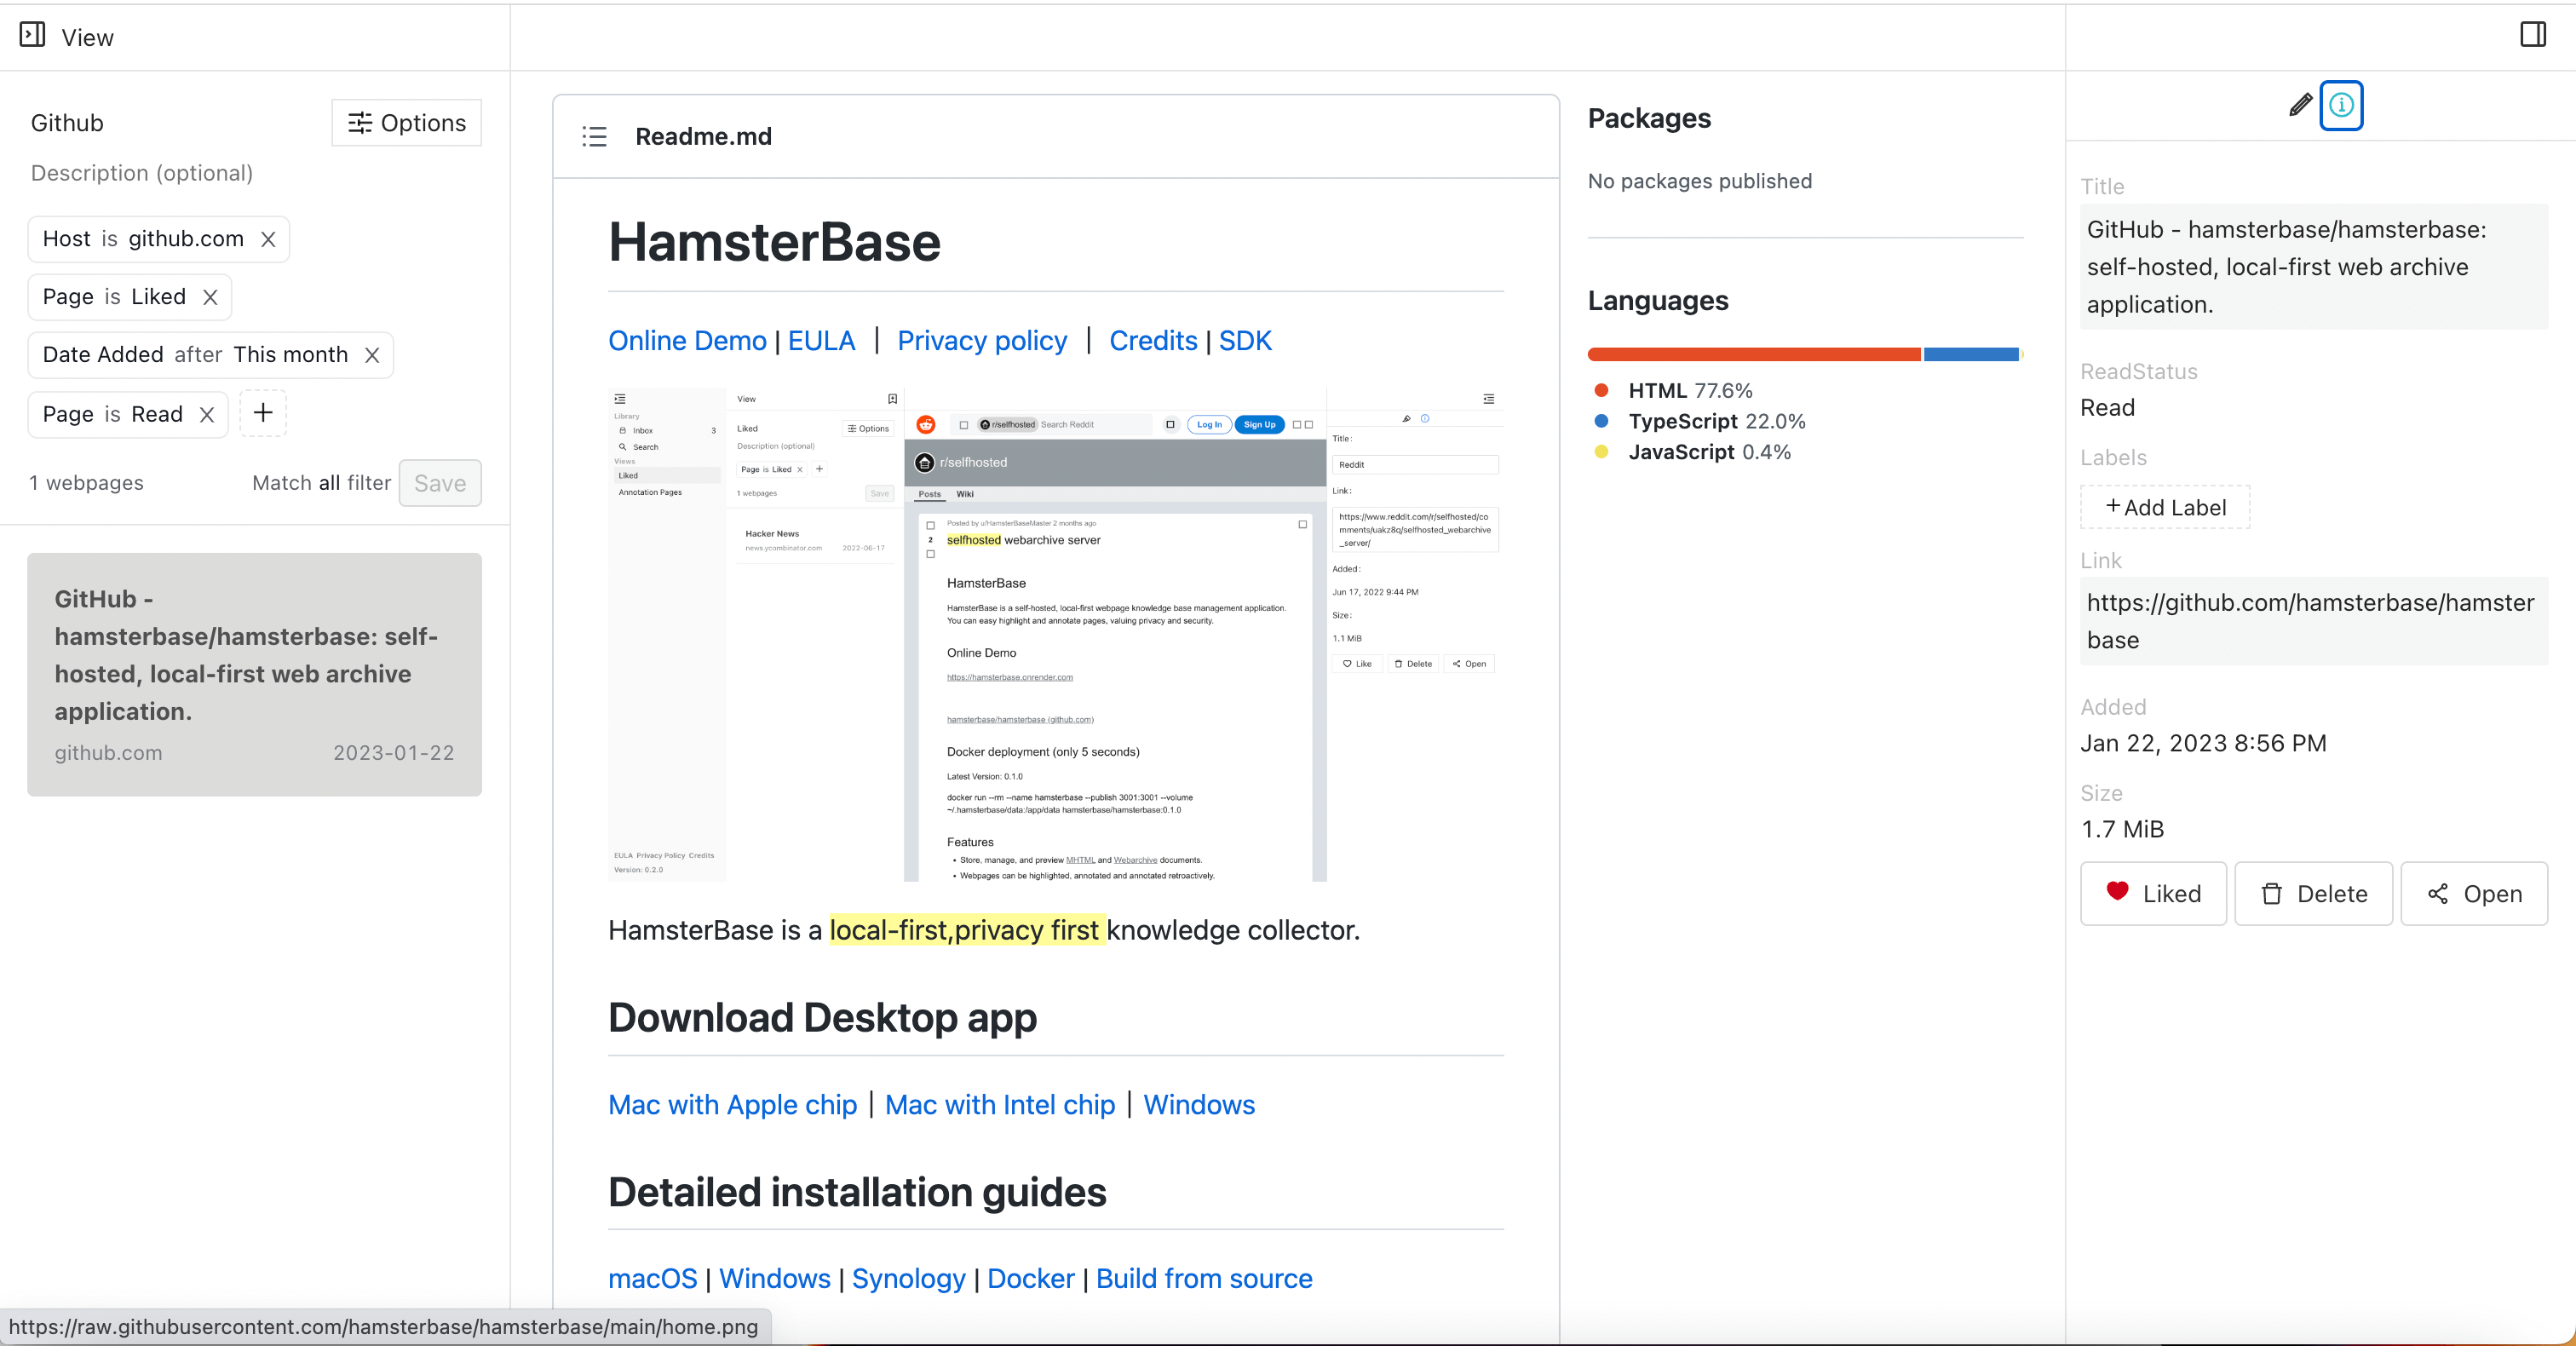 View
Github
Options
Description (optional)
Host is github.com X
Page is Liked X
Date Added after This month X
Page is Read X +
1 webpages Match all filter Save
GitHub -
hamsterbase/hamsterbase: self-
hosted, local-first web archive
application.
github.com 2023-01-22
https://raw.githubusercontent.com/hamsterbase/hamsterbase/main/home.png
Readme.md
HamsterBase
Online Demo | EULA | Privacy policy | Credits | SDK
Library
Inbox 3
Search
Views
Liked
Annotation Pages
EULA Privacy Policy Credits
Version: 0.2.0
View
Liked
Options
Description (optional)
Page is Liked X +
1 webpages Save
Hacker News
news.ycombinator.com 2022-06-17
r/selfhosted Search Reddit Log In Sign Up
r/selfhosted
Posts Wiki
Posted by u/HamsterBaseMaster 2 months ago
2
selfhosted webarchive server
HamsterBase
HamsterBase is a self-hosted, local-first webpage knowledge base management application.
You can easy highlight and annotate pages, valuing privacy and security.
Online Demo
https://hamsterbase.onrender.com
hamsterbase/hamsterbase (github.com)
Docker deployment (only 5 seconds)
Latest Version: 0.1.0
docker run --rm --name hamsterbase --publish 3001:3001 --volume
~/.hamsterbase/data:/app/data hamsterbase/hamsterbase:0.1.0
Features
• Store, manage, and preview MHTML and Webarchive documents.
• Webpages can be highlighted, annotated and annotated retroactively.
Title:
Reddit
Link:
https://www.reddit.com/r/selfhosted/co
mments/uakz8q/selfhosted_webarchive
_server/
Added:
Jun 17, 2022 9:44 PM
Size:
1.1 MiB
Like Delete Open
HamsterBase is a local-first,privacy first knowledge collector.
Download Desktop app
Mac with Apple chip | Mac with Intel chip | Windows
Detailed installation guides
macOS | Windows | Synology | Docker | Build from source
Packages
No packages published
Languages
HTML 77.6%
TypeScript 22.0%
JavaScript 0.4%
Title
GitHub - hamsterbase/hamsterbase:
self-hosted, local-first web archive
application.
ReadStatus
Read
Labels
+Add Label
Link
https://github.com/hamsterbase/hamster
base
Added
Jan 22, 2023 8:56 PM
Size
1.7 MiB
Liked Delete Open